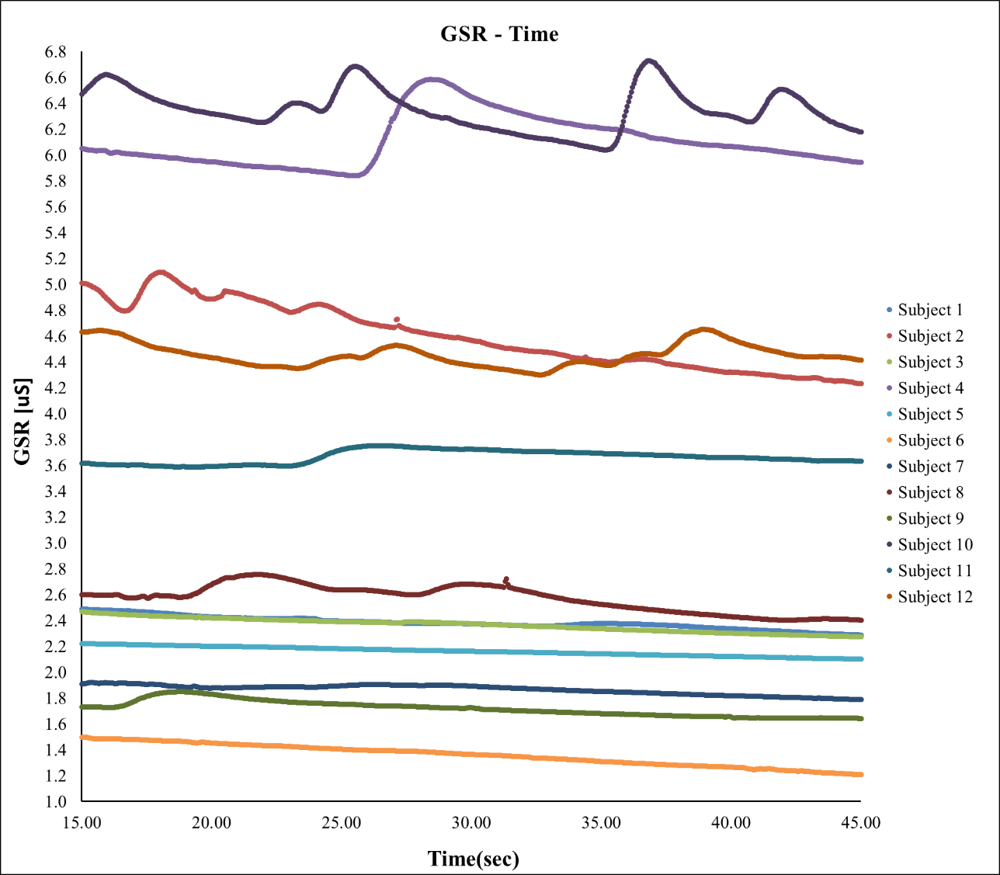 GSR - Time
6.8
6.6
6.4
6.2
6.0
5.8
5.6
5.4
5.2
5.0
4.8
4.6
4.4
4.2
4.0
3.8
3.6
3.4
3.2
3.0
2.8
2.6
2.4
2.2
2.0
1.8
1.6
1.4
1.2
1.0
GSR [uS]
15.00 20.00 25.00 30.00 35.00 40.00 45.00
Time(sec)
Subject 1
Subject 2
Subject 3
Subject 4
Subject 5
Subject 6
Subject 7
Subject 8
Subject 9
Subject 10
Subject 11
Subject 12